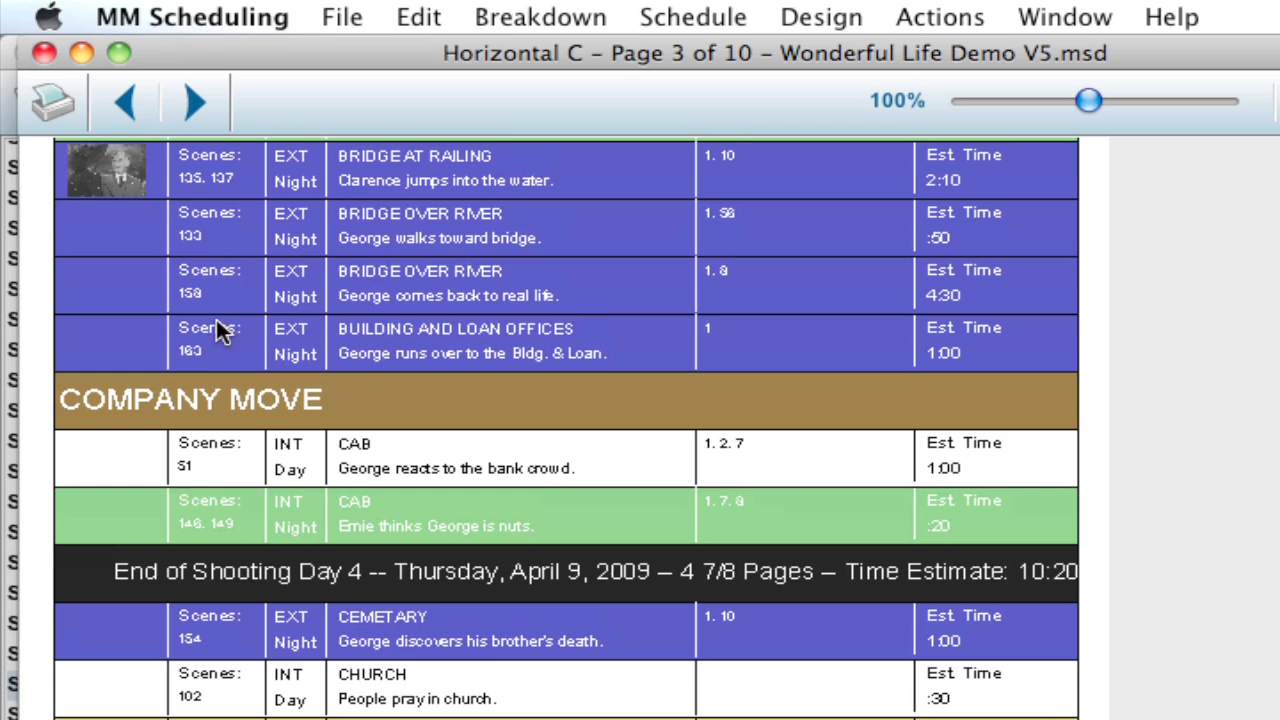 MM Scheduling File Edit Breakdown Schedule Design Actions Window Help
Horizontal C – Page 3 of 10 – Wonderful Life Demo V5.msd
100%
Scenes: EXT BRIDGE AT RAILING 1. 10 Est Time
135. 137 Night Clarence jumps into the water. 2:10
Scenes: EXT BRIDGE OVER RIVER 1. 56 Est Time
133 Night George walks toward bridge. :50
Scenes: EXT BRIDGE OVER RIVER 1. 8 Est Time
158 Night George comes back to real life. 4:30
Scenes: EXT BUILDING AND LOAN OFFICES 1 Est Time
163 Night George runs over to the Bldg. & Loan. 1:00
COMPANY MOVE
Scenes: INT CAB 1. 2. 7 Est Time
51 Day George reacts to the bank crowd. 1:00
Scenes: INT CAB 1. 7. 8 Est Time
146. 149 Night Ernie thinks George is nuts. :20
End of Shooting Day 4 -- Thursday, April 9, 2009 – 4 7/8 Pages – Time Estimate: 10:20
Scenes: EXT CEMETARY 1. 10 Est Time
154 Night George discovers his brother's death. 1:00
Scenes: INT CHURCH Est Time
102 Day People pray in church. :30